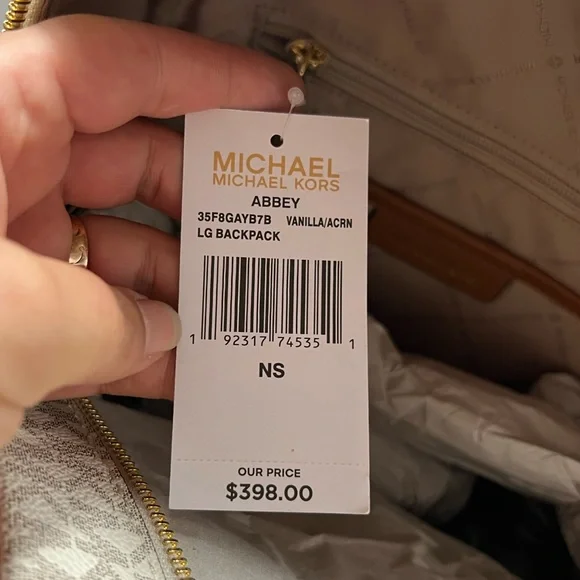 MICHAEL
MICHAEL KORS
ABBEY
35F8GAYB7B VANILLA/ACRN
LG BACKPACK
1 92317 74535 1
NS
OUR PRICE
$398.00